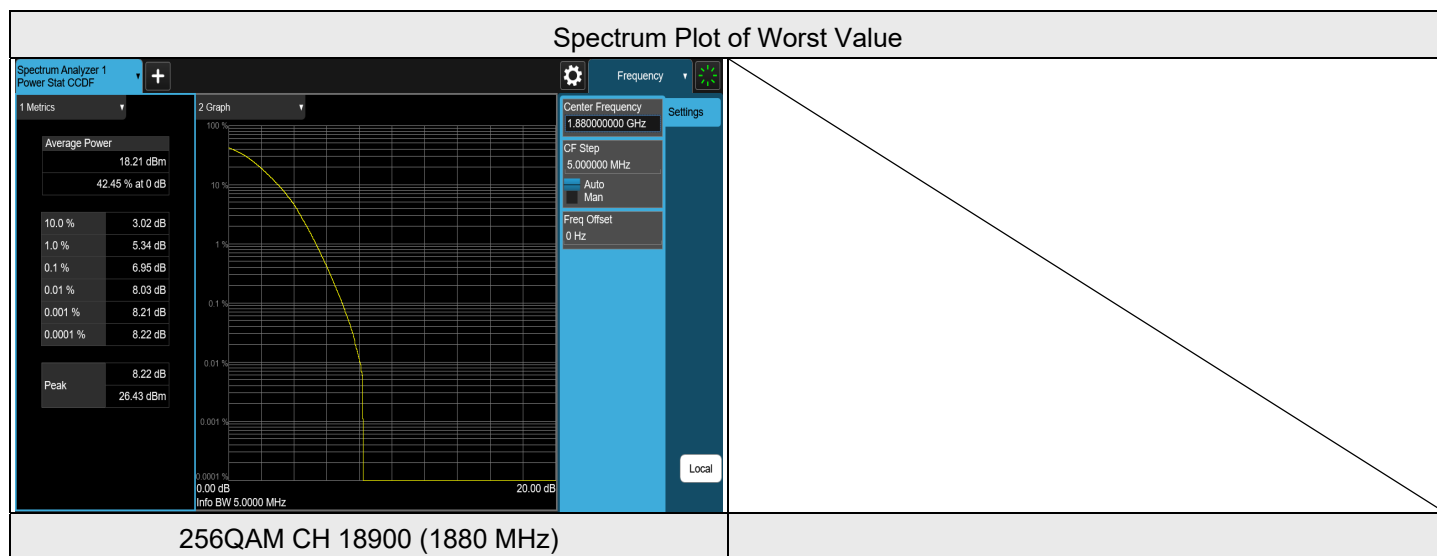 Spectrum Plot of Worst Value
Spectrum Analyzer 1
Power Stat CCDF
+
Frequency
1 Metrics
2 Graph
Average Power
18.21 dBm
42.45 % at 0 dB
10.0 % 3.02 dB
1.0 % 5.34 dB
0.1 % 6.95 dB
0.01 % 8.03 dB
0.001 % 8.21 dB
0.0001 % 8.22 dB
Peak
8.22 dB
26.43 dBm
100 %
10 %
1 %
0.1 %
0.01 %
0.001 %
0.0001 %
0.00 dB 20.00 dB
Info BW 5.0000 MHz
Center Frequency
1.880000000 GHz
CF Step
5.000000 MHz
Auto
Man
Freq Offset
0 Hz
Settings
Local
256QAM CH 18900 (1880 MHz)